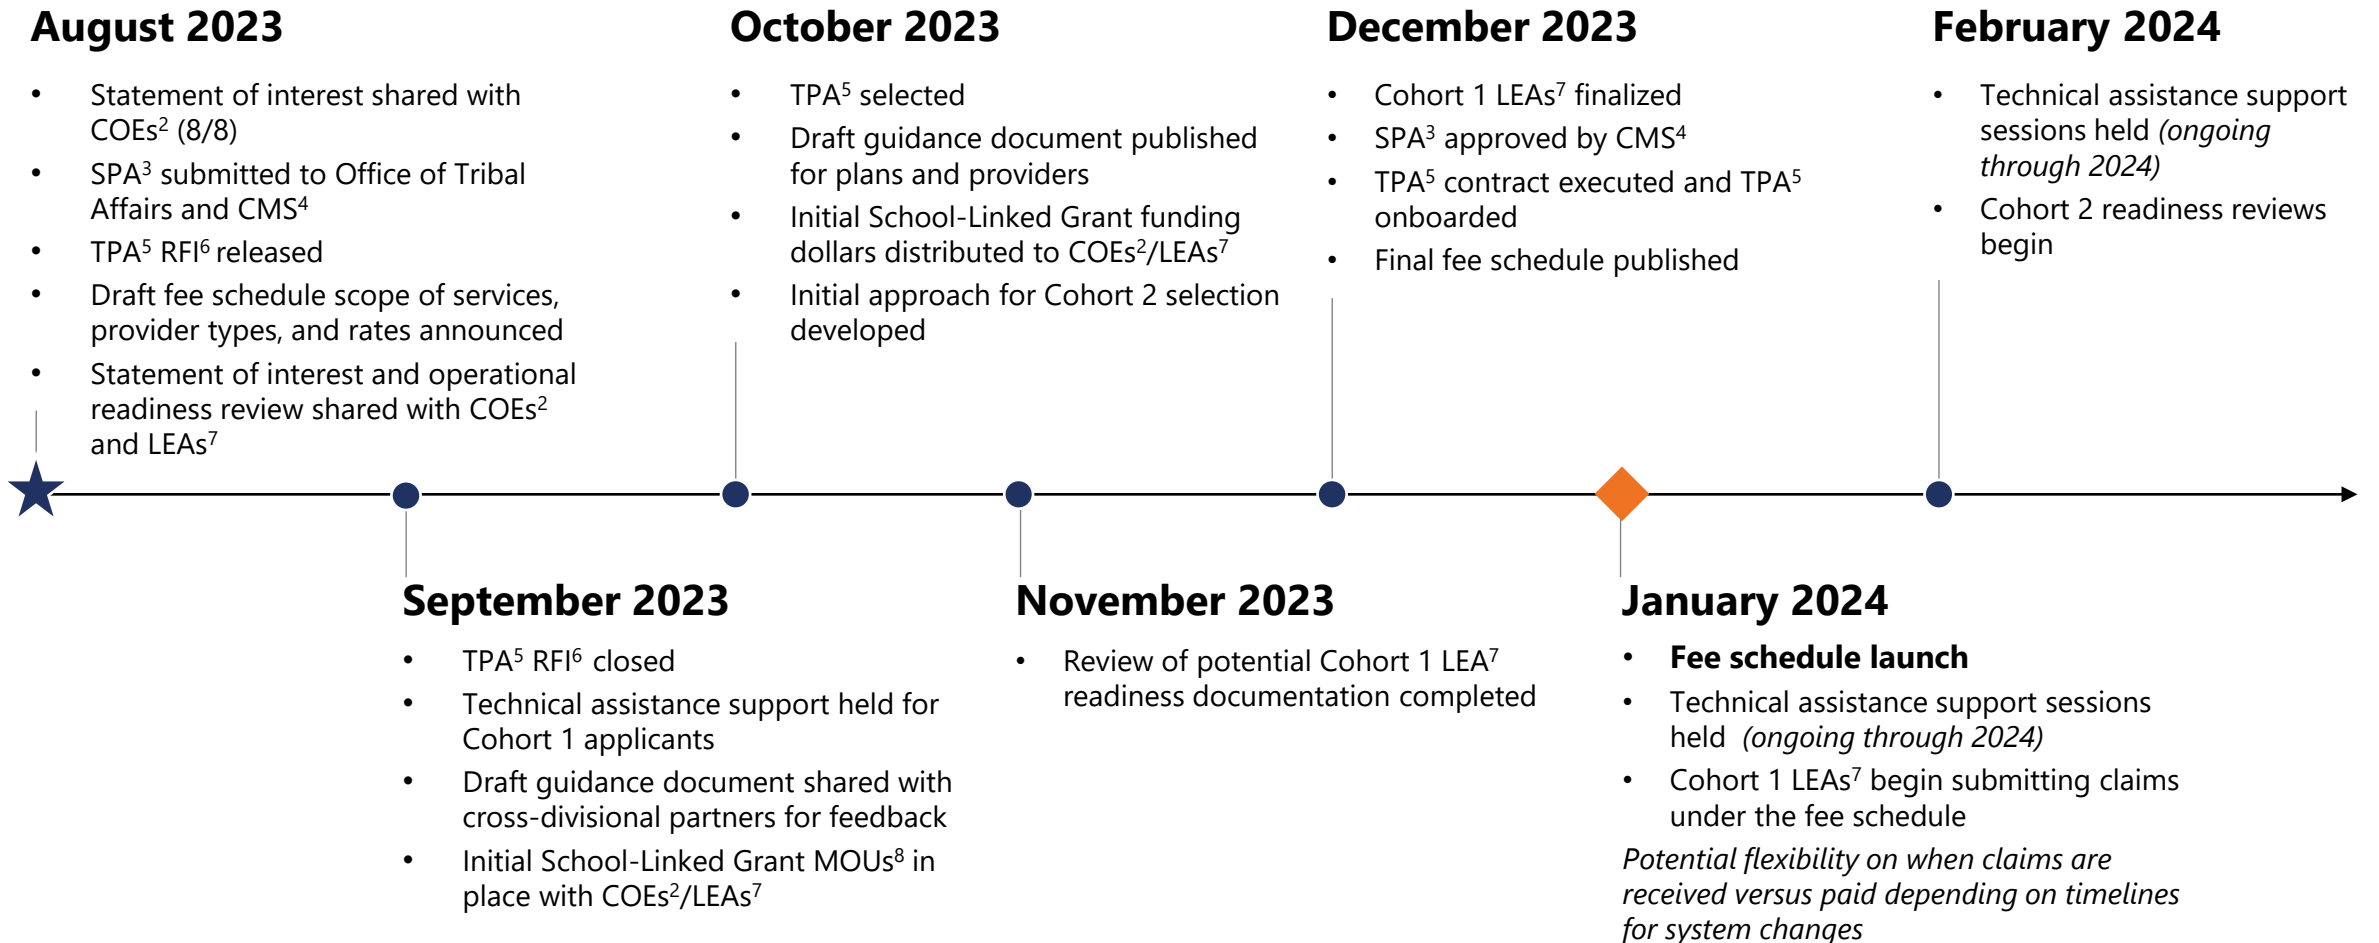 August 2023
• Statement of interest shared with
COEs² (8/8)
• SPA³ submitted to Office of Tribal
Affairs and CMS⁴
• TPA⁵ RFI⁶ released
• Draft fee schedule scope of services,
provider types, and rates announced
• Statement of interest and operational
readiness review shared with COEs²
and LEAs⁷
September 2023
• TPA⁵ RFI⁶ closed
• Technical assistance support held for
Cohort 1 applicants
• Draft guidance document shared with
cross-divisional partners for feedback
• Initial School-Linked Grant MOUs⁸ in
place with COEs²/LEAs⁷
October 2023
• TPA⁵ selected
• Draft guidance document published
for plans and providers
• Initial School-Linked Grant funding
dollars distributed to COEs²/LEAs⁷
• Initial approach for Cohort 2 selection
developed
November 2023
• Review of potential Cohort 1 LEA⁷
readiness documentation completed
December 2023
• Cohort 1 LEAs⁷ finalized
• SPA³ approved by CMS⁴
• TPA⁵ contract executed and TPA⁵
onboarded
• Final fee schedule published
January 2024
• Fee schedule launch
• Technical assistance support sessions
held (ongoing through 2024)
• Cohort 1 LEAs⁷ begin submitting claims
under the fee schedule
Potential flexibility on when claims are
received versus paid depending on timelines
for system changes
February 2024
• Technical assistance support
sessions held (ongoing
through 2024)
• Cohort 2 readiness reviews
begin